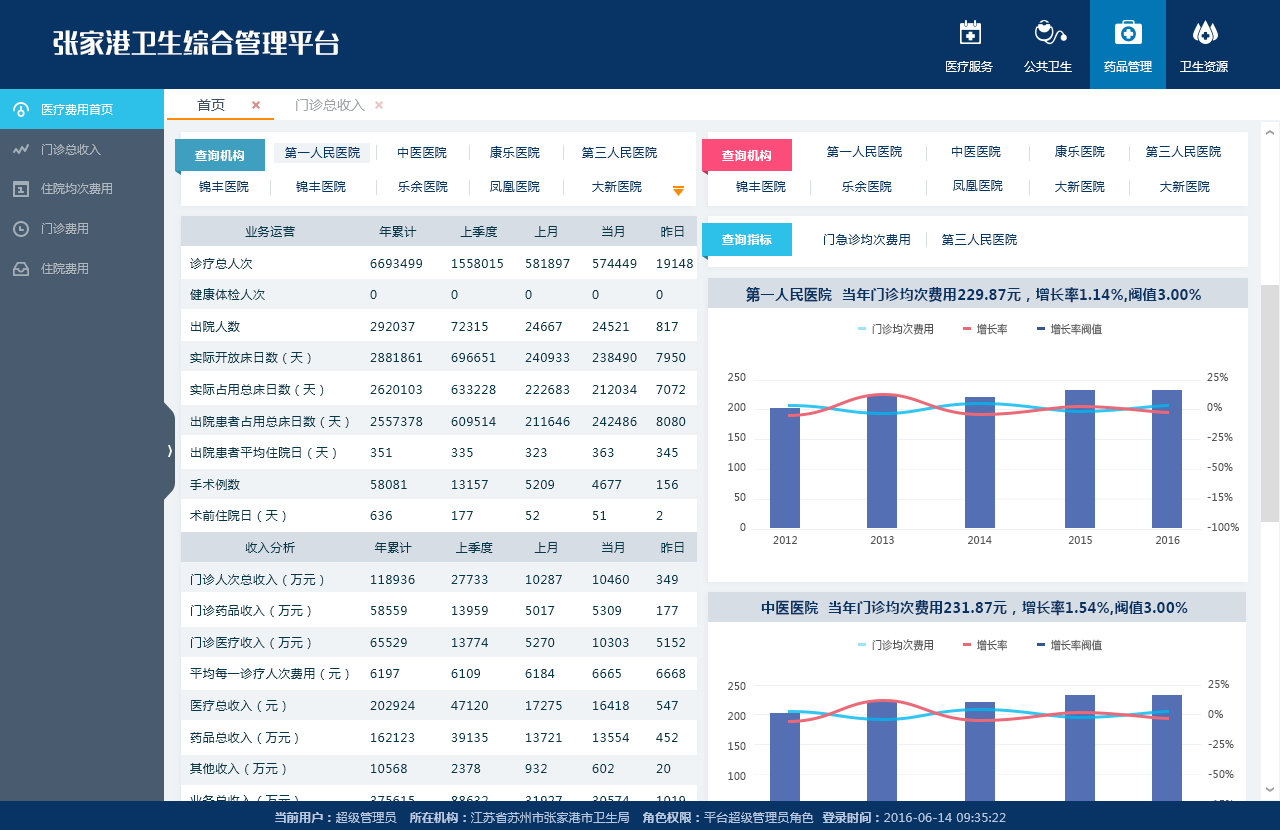 张家港卫生综合管理平台
医疗服务 公共卫生 药品管理 卫生资源
医疗费用首页
门诊总收入
住院均次费用
门诊费用
住院费用
首页 × 门诊总收入 ×
查询机构 第一人民医院 中医医院 康乐医院 第三人民医院
锦丰医院 锦丰医院 乐余医院 凤凰医院 大新医院
业务运营 年累计 上季度 上月 当月 昨日
诊疗总人次 6693499 1558015 581897 574449 19148
健康体检人次 0 0 0 0 0
出院人数 292037 72315 24667 24521 817
实际开放床日数（天） 2881861 696651 240933 238490 7950
实际占用总床日数（天） 2620103 633228 222683 212034 7072
出院患者占用总床日数（天） 2557378 609514 211646 242486 8080
出院患者平均住院日（天） 351 335 323 363 345
手术例数 58081 13157 5209 4677 156
术前住院日（天） 636 177 52 51 2
收入分析 年累计 上季度 上月 当月 昨日
门诊人次总收入（万元） 118936 27733 10287 10460 349
门诊药品收入（万元） 58559 13959 5017 5309 177
门诊医疗收入（万元） 65529 13774 5270 10303 5152
平均每一诊疗人次费用（元） 6197 6109 6184 6665 6668
医疗总收入（元） 202924 47120 17275 16418 547
药品总收入（万元） 162123 39135 13721 13554 452
其他收入（万元） 10568 2378 932 602 20
业务总收入（万元） 375615 88632 31927 30574 1019
查询机构 第一人民医院 中医医院 康乐医院 第三人民医院
锦丰医院 乐余医院 凤凰医院 大新医院 大新医院
查询指标 门急诊均次费用 第三人民医院
第一人民医院 当年门诊均次费用229.87元，增长率1.14%,阀值3.00%
门诊均次费用 增长率 增长率阀值
250 25%
200 0%
150 -25%
100 -50%
50 -15%
0 -100%
2012 2013 2014 2015 2016
中医医院 当年门诊均次费用231.87元，增长率1.54%,阀值3.00%
门诊均次费用 增长率 增长率阀值
250 25%
200 0%
150 -25%
100 -50%
当前用户：超级管理员 所在机构：江苏省苏州市张家港市卫生局 角色权限：平台超级管理员角色 登录时间：2016-06-14 09:35:22